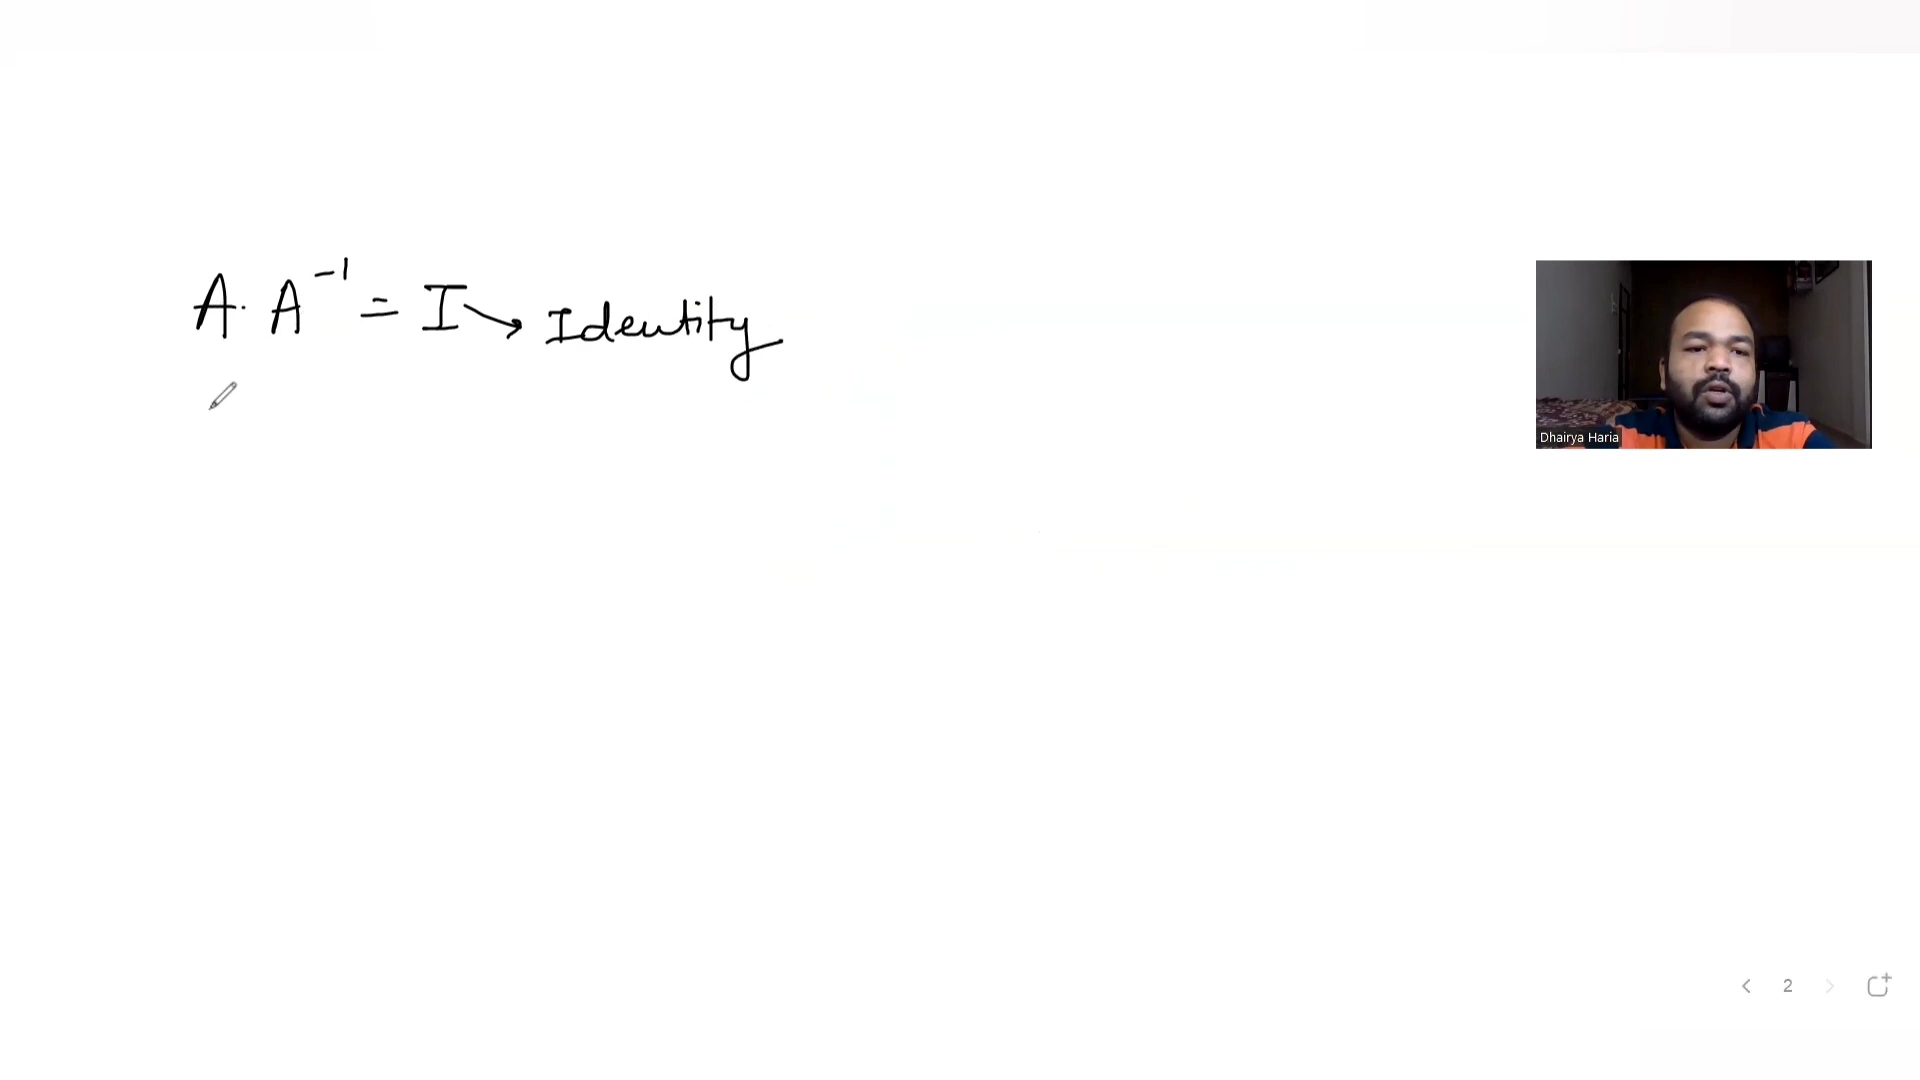 A · A⁻¹ = I → Identity
Dhairya Haria
2